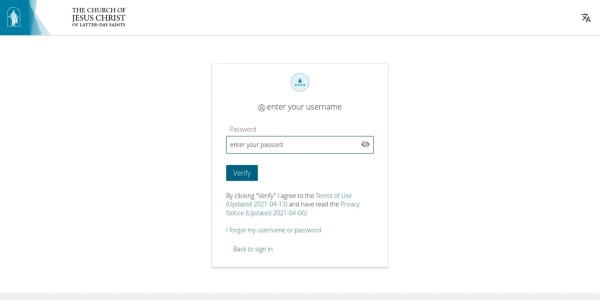 THE CHURCH OF
JESUS CHRIST
OF LATTER-DAY SAINTS
enter your username
Password
enter your passord
Verify
By clicking "Verify" I agree to the Terms of Use
(Updated 2021-04-13) and have read the Privacy
Notice (Updated 2021-04-06).
I forgot my username or password
Back to sign in